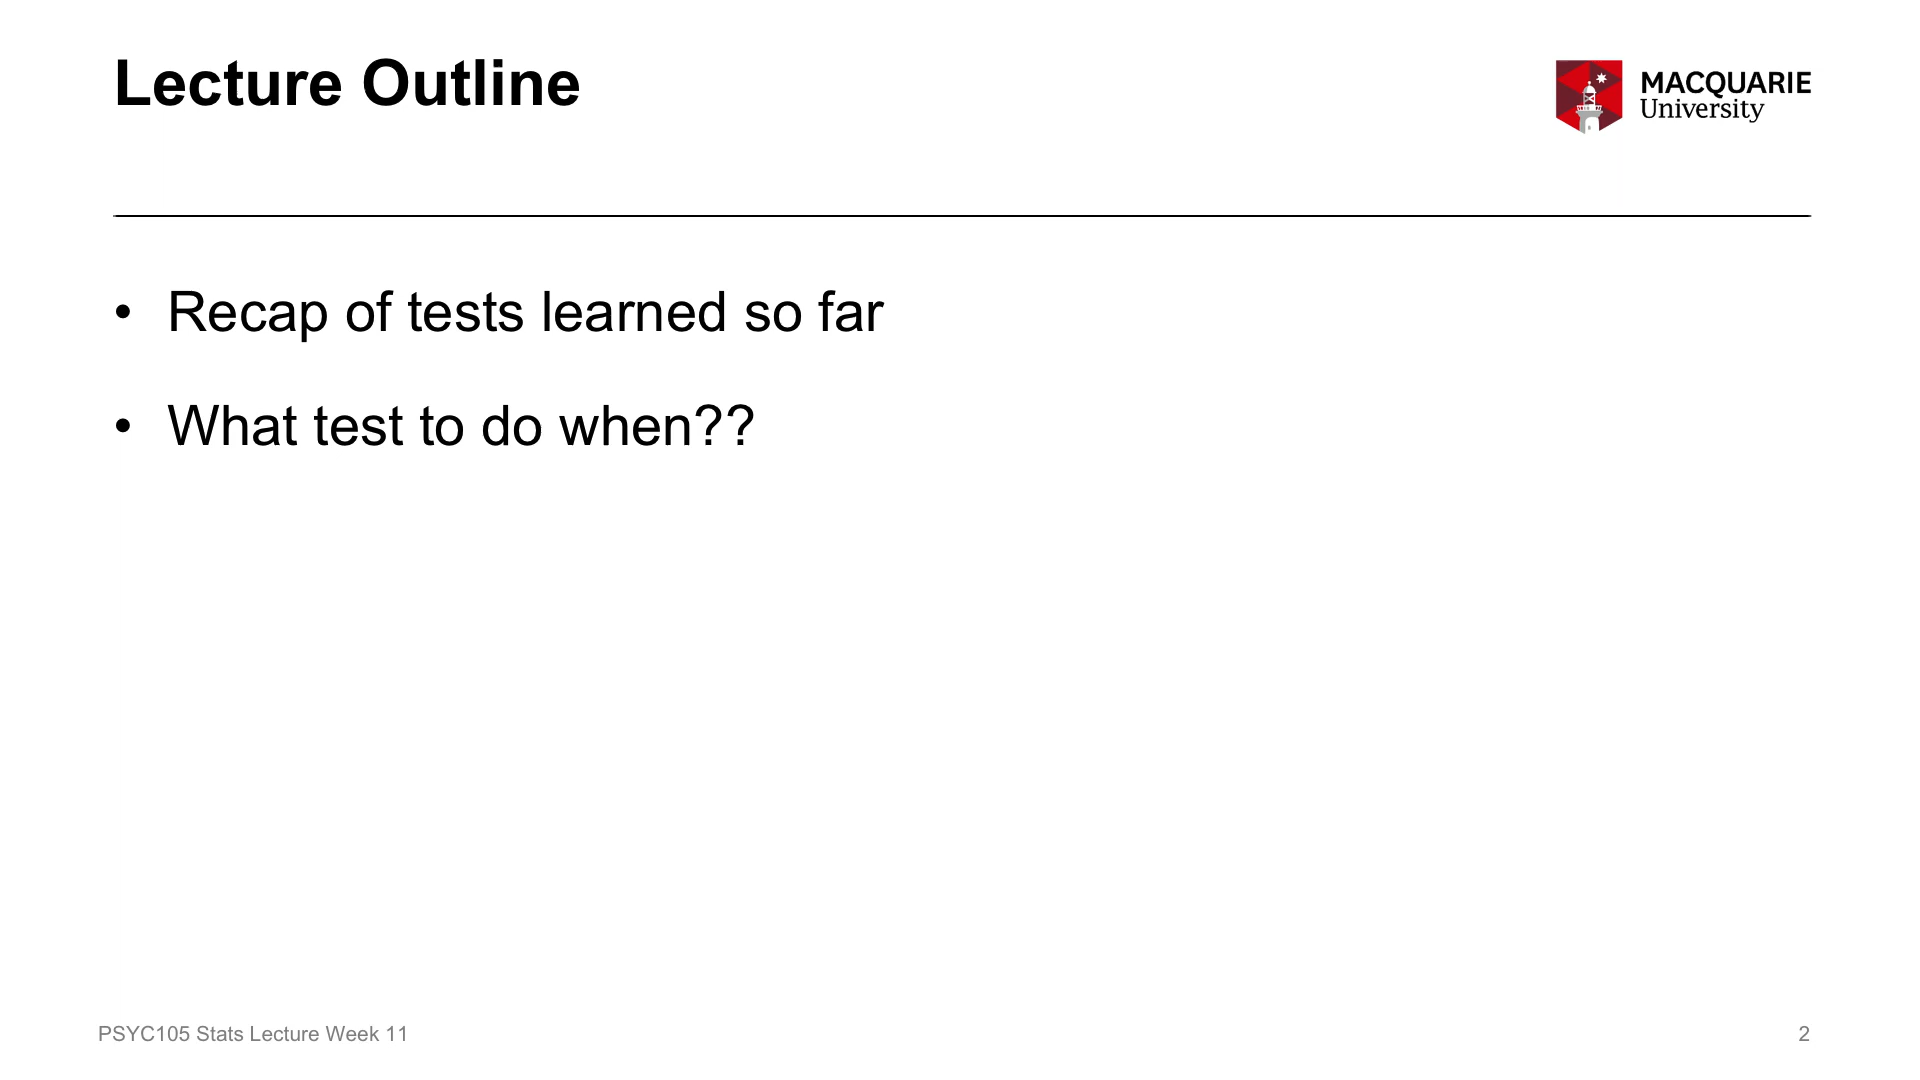 Lecture Outline
MACQUARIE
University
• Recap of tests learned so far
• What test to do when??
PSYC105 Stats Lecture Week 11
2